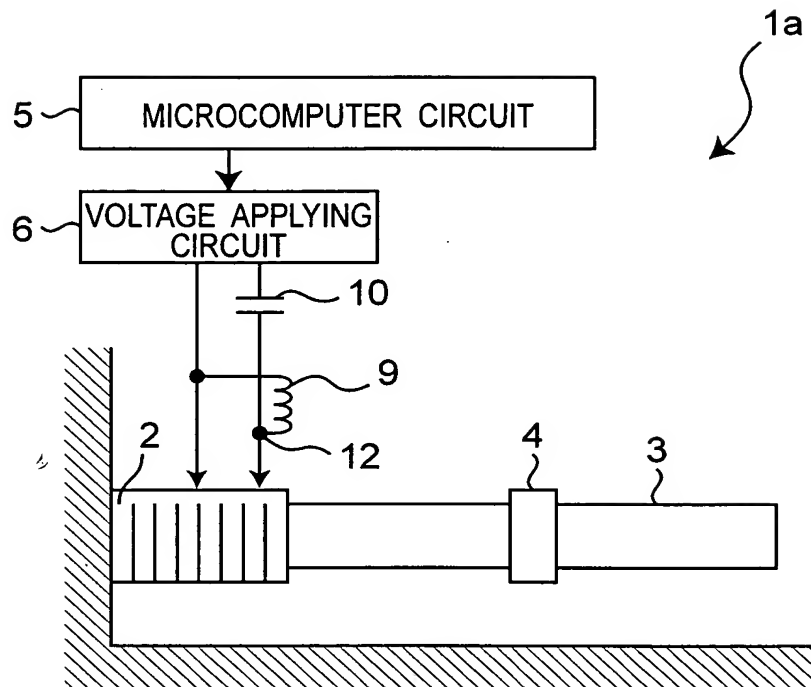 1a
5
MICROCOMPUTER CIRCUIT
6
VOLTAGE APPLYING
CIRCUIT
10
9
2
12
4
3